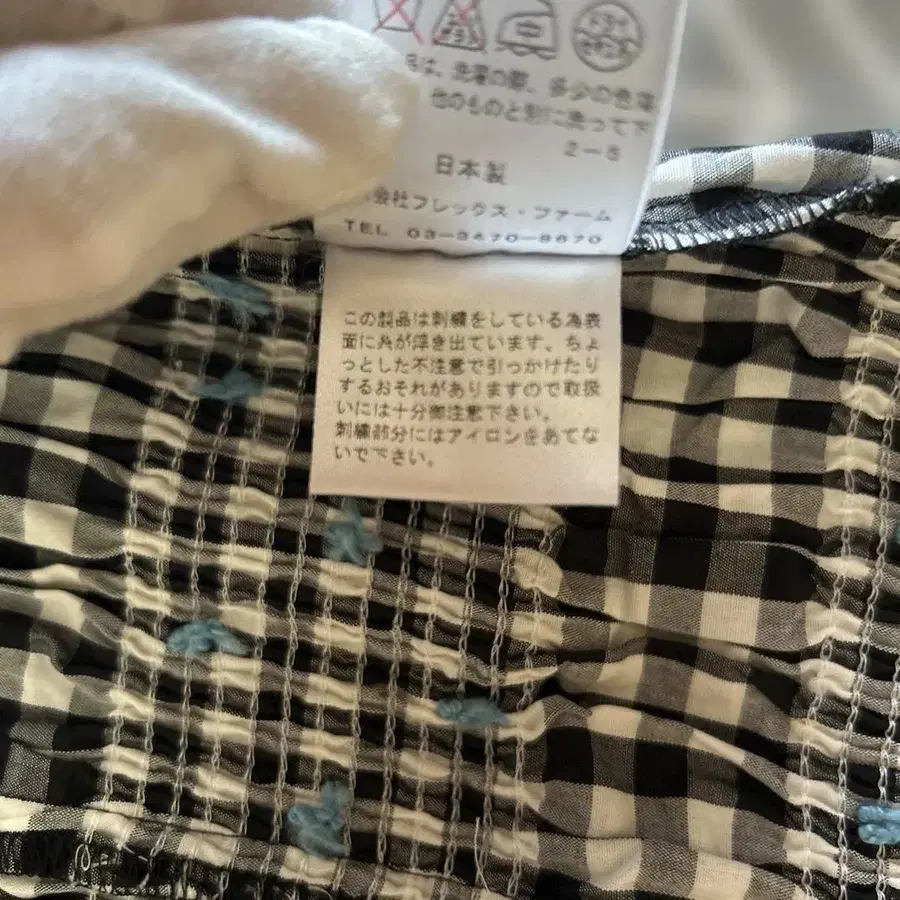 は、洗濯の際、多少の色落
他のものと別に洗って下
2-8
日本製
会社フレックス・ファーム
TEL 03-3470-8670
この製品は刺繍をしている為表
面に糸が浮き出ています。ちょ
っとした不注意で引っかけたり
するおそれがありますので取扱
いには十分御注意下さい。
刺繍部分にはアイロンをあてな
いで下さい。